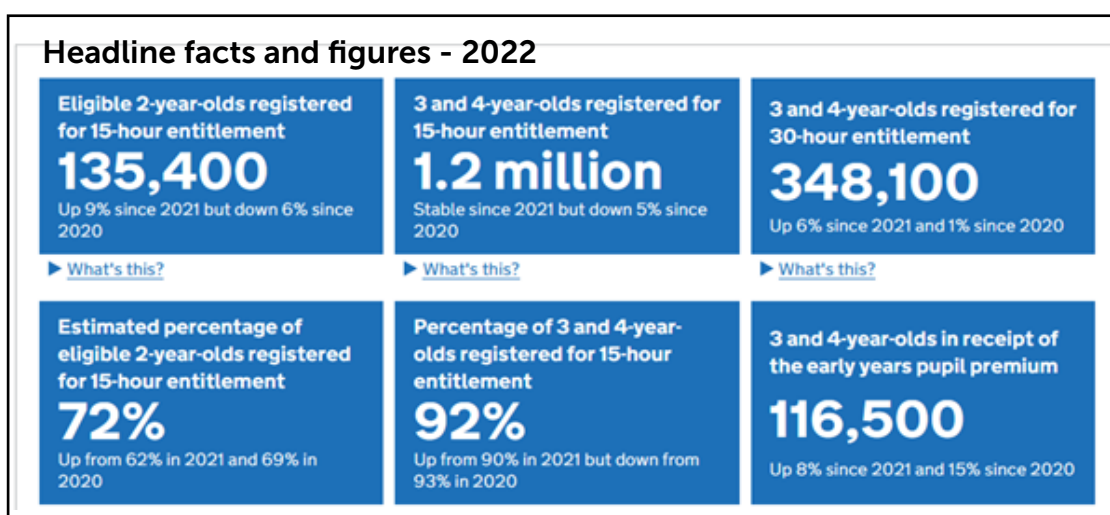 Headline facts and figures - 2022
Eligible 2-year-olds registered
for 15-hour entitlement
135,400
Up 9% since 2021 but down 6% since
2020
▶ What's this?
3 and 4-year-olds registered for
15-hour entitlement
1.2 million
Stable since 2021 but down 5% since
2020
▶ What's this?
3 and 4-year-olds registered for
30-hour entitlement
348,100
Up 6% since 2021 and 1% since 2020
▶ What's this?
Estimated percentage of
eligible 2-year-olds registered
for 15-hour entitlement
72%
Up from 62% in 2021 and 69% in
2020
Percentage of 3 and 4-year-
olds registered for 15-hour
entitlement
92%
Up from 90% in 2021 but down from
93% in 2020
3 and 4-year-olds in receipt of
the early years pupil premium
116,500
Up 8% since 2021 and 15% since 2020